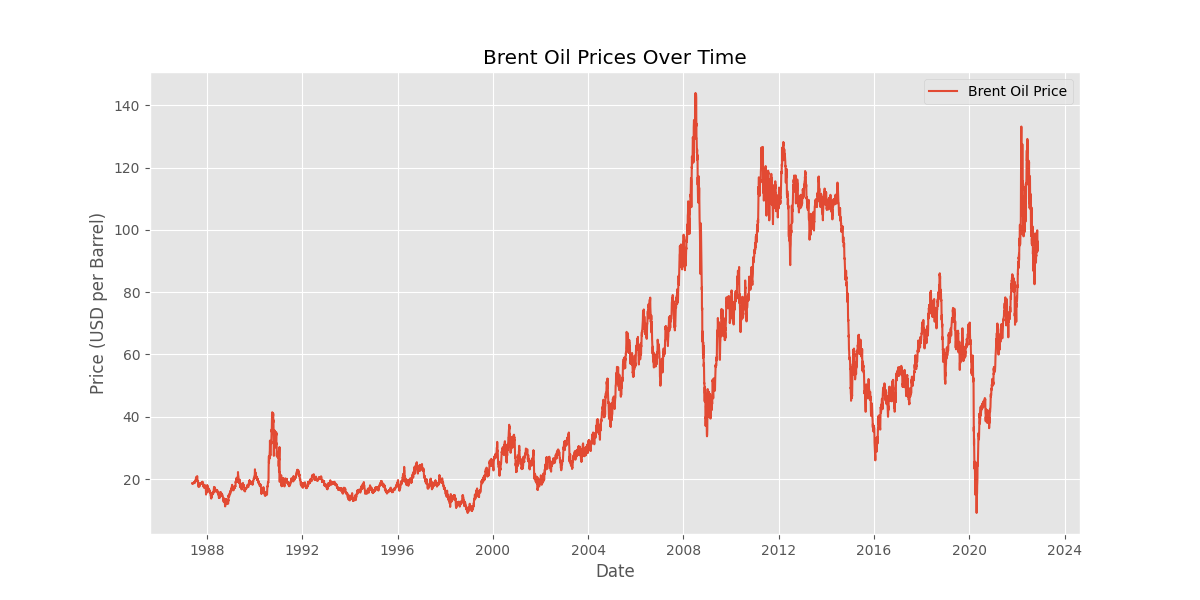 Brent Oil Prices Over Time
Brent Oil Price
Price (USD per Barrel)
140
120
100
80
60
40
20
1988 1992 1996 2000 2004 2008 2012 2016 2020 2024
Date